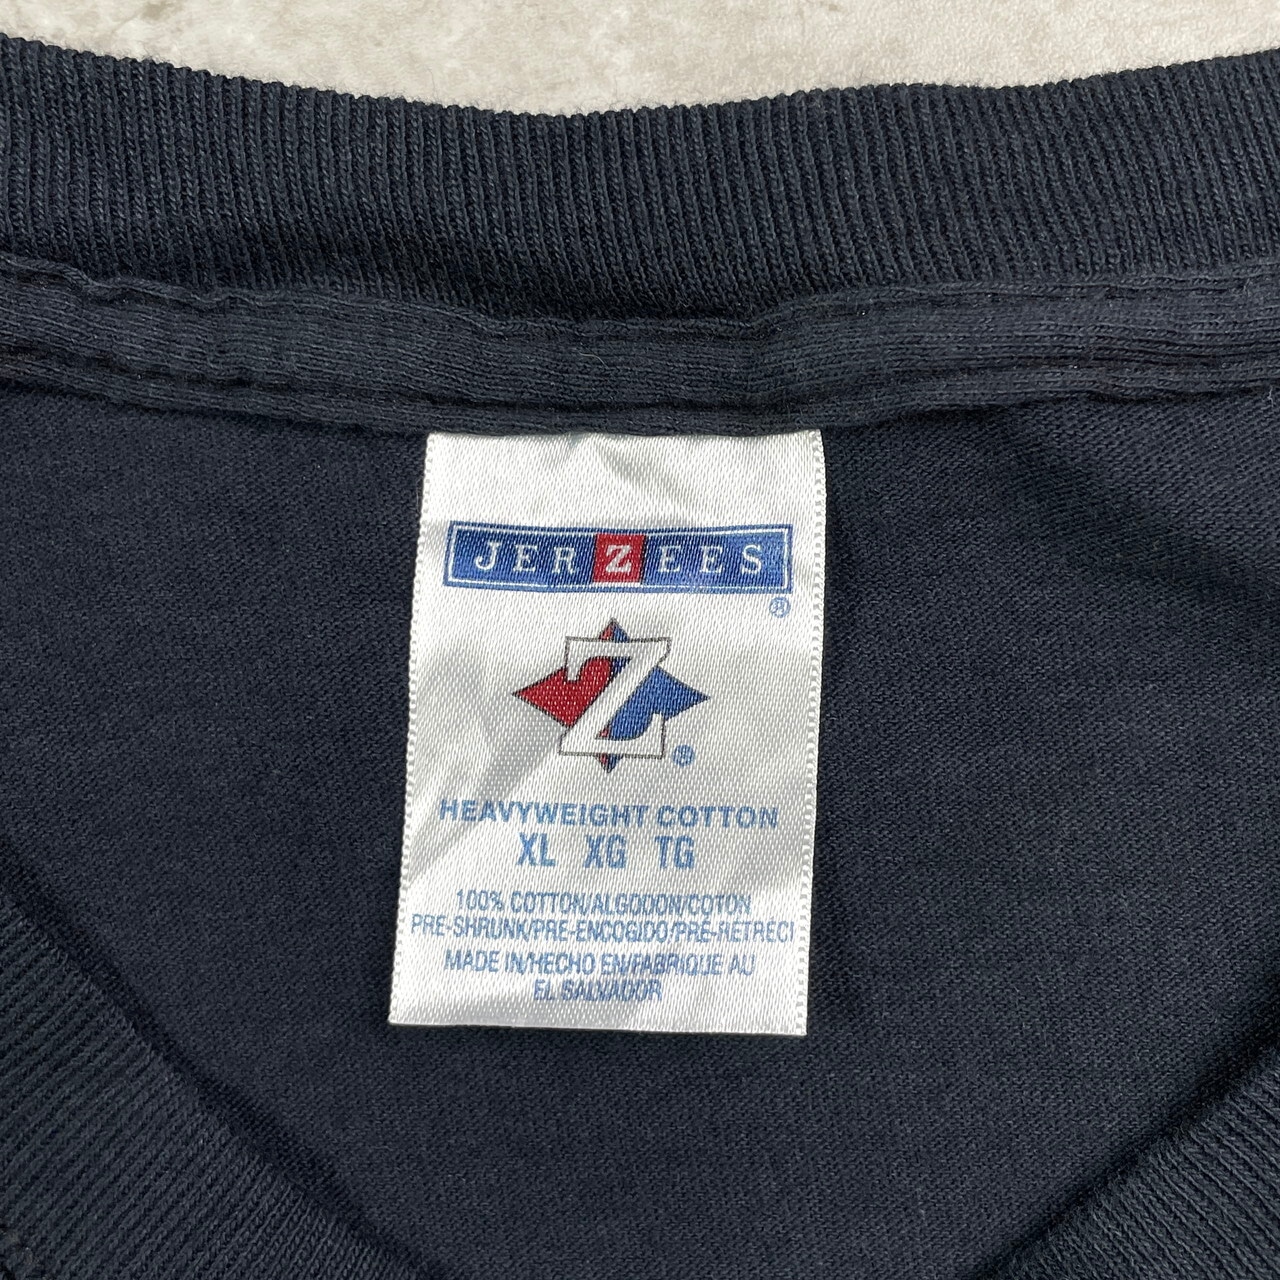 JERZEES
®
Z
®
HEAVYWEIGHT COTTON
XL XG TG
100% COTTON/ALGODON/COTON
PRE-SHRUNK/PRE-ENCOGIDO/PRE-RETRECI
MADE IN/HECHO EN/FABRIQUE AU
EL SALVADOR